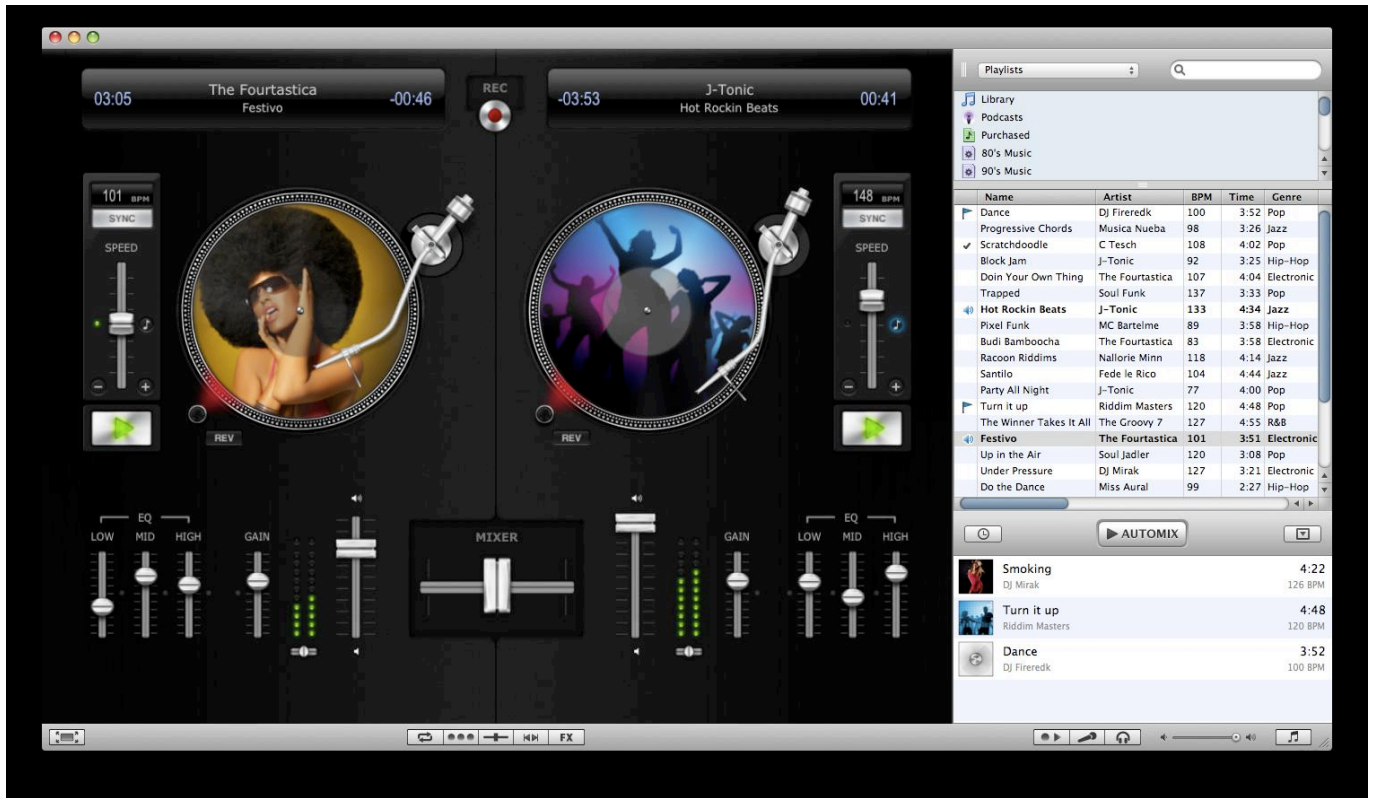 03:05 The Fourtastica -00:46
Festivo
REC
-03:53 J-Tonic 00:41
Hot Rockin Beats
101 BPM
SYNC
SPEED
REV
148 BPM
SYNC
SPEED
REV
EQ
LOW MID HIGH GAIN
MIXER
EQ
GAIN LOW MID HIGH
FX
Playlists
Library
Podcasts
Purchased
80's Music
90's Music
Name Artist BPM Time Genre
Dance DJ Fireredk 100 3:52 Pop
Progressive Chords Musica Nueba 98 3:26 Jazz
Scratchdoodle C Tesch 108 4:02 Pop
Block Jam J-Tonic 92 3:25 Hip-Hop
Doin Your Own Thing The Fourtastica 107 4:04 Electronic
Trapped Soul Funk 137 3:33 Pop
Hot Rockin Beats J-Tonic 133 4:34 Jazz
Pixel Funk MC Bartelme 89 3:58 Hip-Hop
Budi Bamboocha The Fourtastica 83 3:58 Electronic
Racoon Riddims Nallorie Minn 118 4:14 Jazz
Santilo Fede le Rico 104 4:44 Jazz
Party All Night J-Tonic 77 4:00 Pop
Turn it up Riddim Masters 120 4:48 Pop
The Winner Takes It All The Groovy 7 127 4:55 R&B
Festivo The Fourtastica 101 3:51 Electronic
Up in the Air Soul Jadler 120 3:08 Pop
Under Pressure DJ Mirak 127 3:21 Electronic
Do the Dance Miss Aural 99 2:27 Hip-Hop
AUTOMIX
Smoking 4:22
DJ Mirak 126 BPM
Turn it up 4:48
Riddim Masters 120 BPM
Dance 3:52
DJ Fireredk 100 BPM